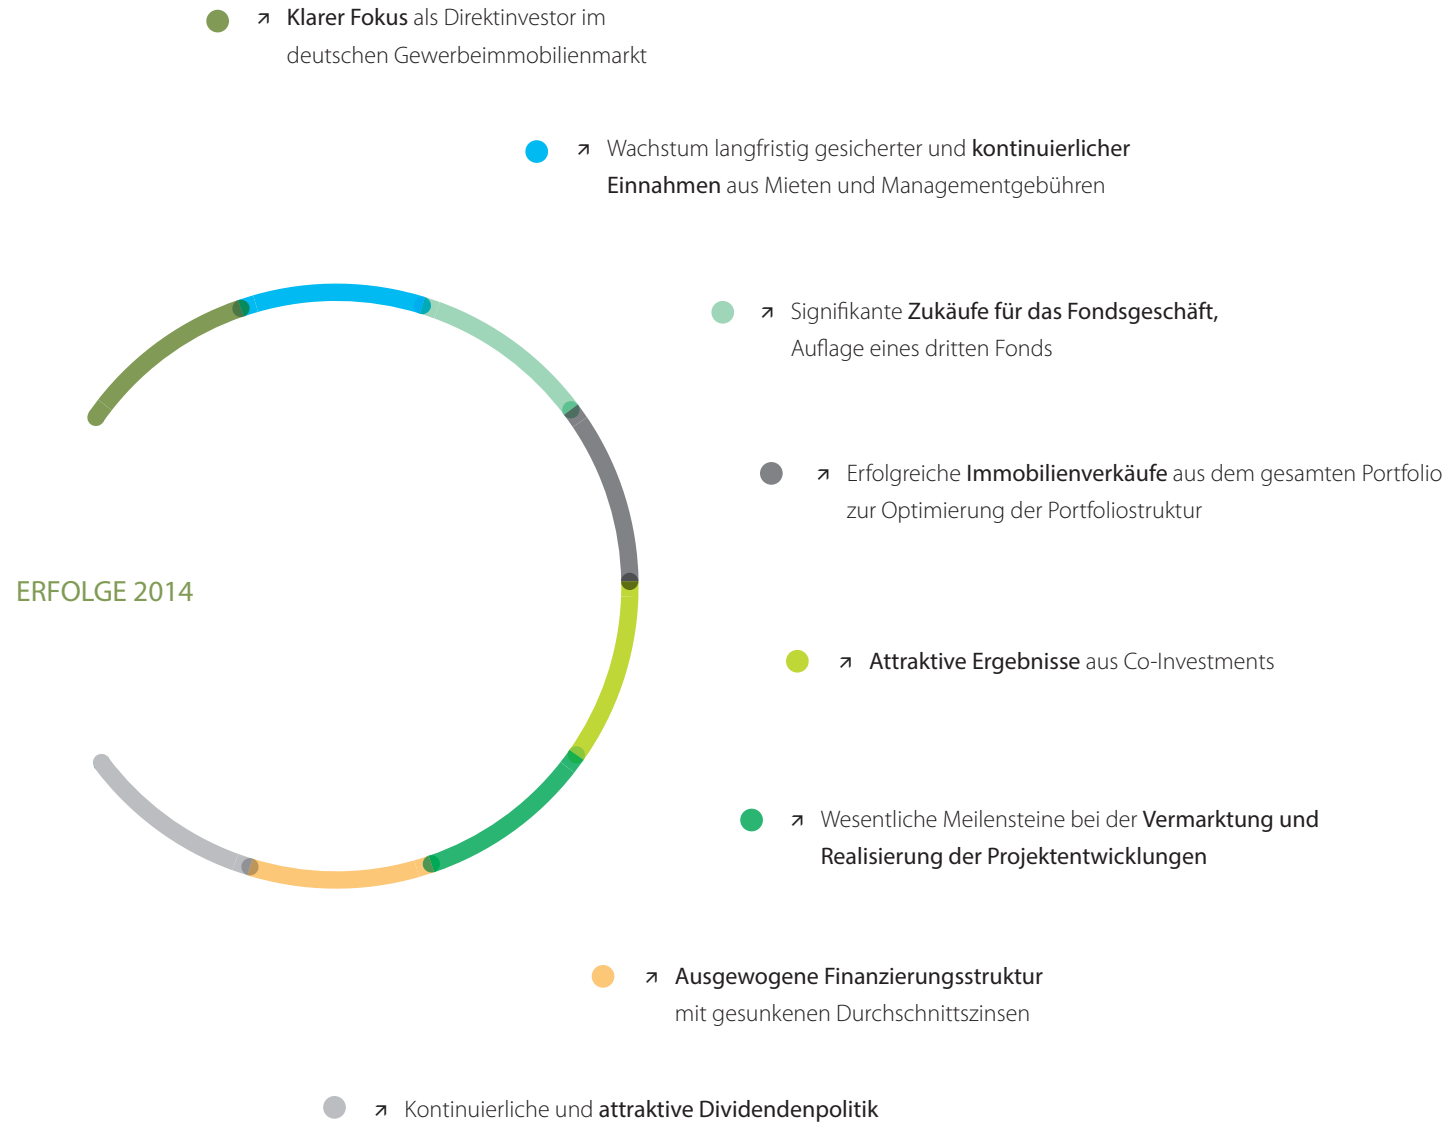 ↗ Klarer Fokus als Direktinvestor im
deutschen Gewerbeimmobilienmarkt
↗ Wachstum langfristig gesicherter und kontinuierlicher
Einnahmen aus Mieten und Managementgebühren
↗ Signifikante Zukäufe für das Fondsgeschäft,
Auflage eines dritten Fonds
↗ Erfolgreiche Immobilienverkäufe aus dem gesamten Portfolio
zur Optimierung der Portfoliostruktur
ERFOLGE 2014
↗ Attraktive Ergebnisse aus Co-Investments
↗ Wesentliche Meilensteine bei der Vermarktung und
Realisierung der Projektentwicklungen
↗ Ausgewogene Finanzierungsstruktur
mit gesunkenen Durchschnittszinsen
↗ Kontinuierliche und attraktive Dividendenpolitik